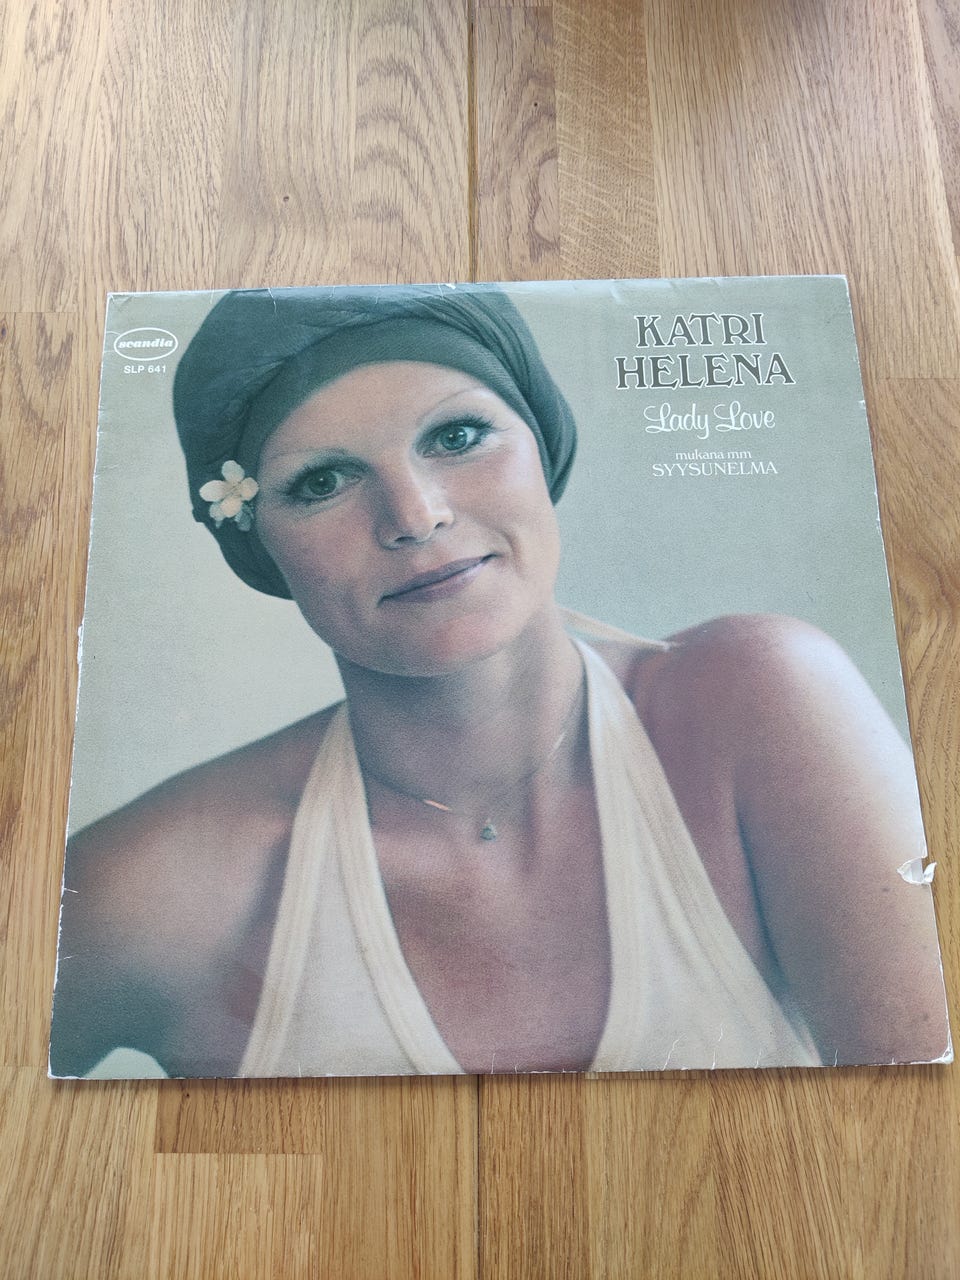 scandia
SLP 641
KATRI
HELENA
Lady Love
mukana mm
SYYSUNELMA